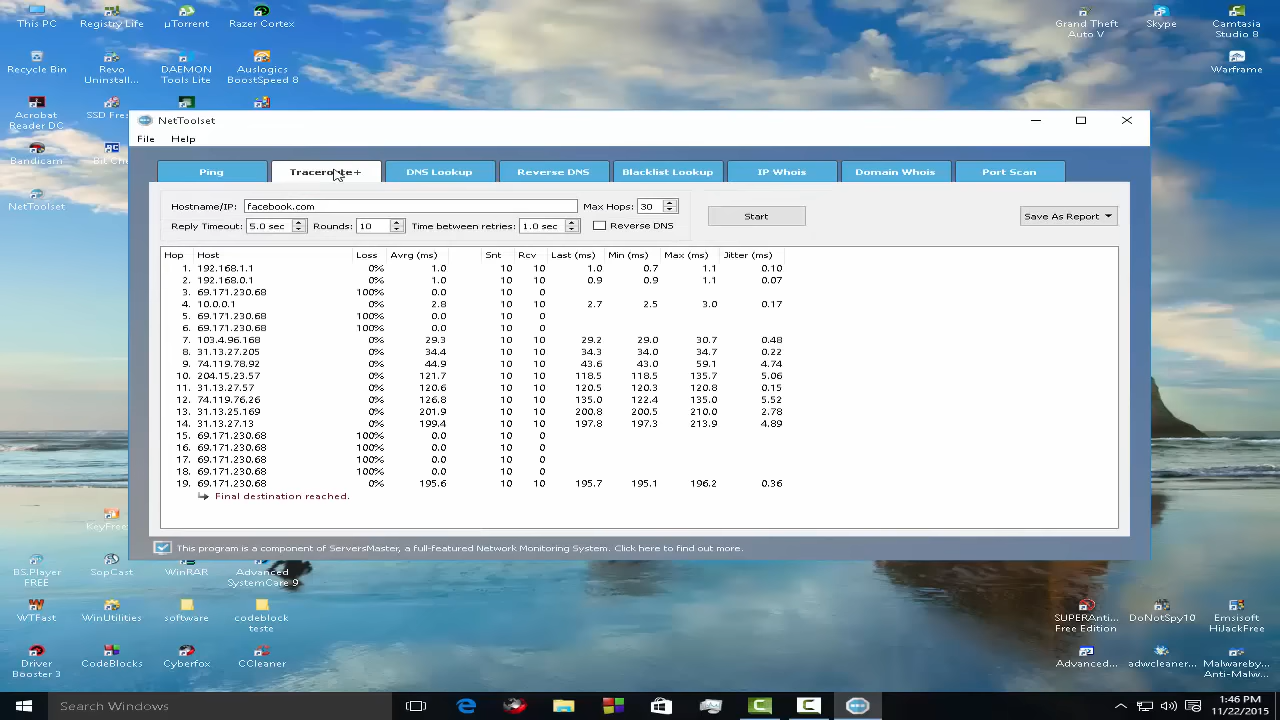 This PC
Registry Life
µTorrent
Razer Cortex
Grand Theft
Auto V
Skype
Camtasia
Studio 8
Recycle Bin
Revo
Uninstall...
DAEMON
Tools Lite
Auslogics
BoostSpeed 8
Warframe
Acrobat
Reader DC
SSD Fres
Bandicam
Bit Che
NetToolset
NetToolset
File
Help
Ping
Traceroute+
DNS Lookup
Reverse DNS
Blacklist Lookup
IP Whois
Domain Whois
Port Scan
Hostname/IP: facebook.com Max Hops: 30
Start
Save As Report
Reply Timeout: 5.0 sec Rounds: 10 Time between retries: 1.0 sec Reverse DNS
Hop Host Loss Avrg (ms) Snt Rcv Last (ms) Min (ms) Max (ms) Jitter (ms)
1. 192.168.1.1 0% 1.0 10 10 1.0 0.7 1.1 0.10
2. 192.168.0.1 0% 1.0 10 10 0.9 0.9 1.1 0.07
3. 69.171.230.68 100% 0.0 10 0
4. 10.0.0.1 0% 2.8 10 10 2.7 2.5 3.0 0.17
5. 69.171.230.68 100% 0.0 10 0
6. 69.171.230.68 100% 0.0 10 0
7. 103.4.96.168 0% 29.3 10 10 29.2 29.0 30.7 0.48
8. 31.13.27.205 0% 34.4 10 10 34.3 34.0 34.7 0.22
9. 74.119.78.92 0% 44.9 10 10 43.6 43.0 59.1 4.74
10. 204.15.23.57 0% 121.7 10 10 118.5 118.5 135.7 5.06
11. 31.13.27.57 0% 120.6 10 10 120.5 120.3 120.8 0.15
12. 74.119.76.26 0% 126.8 10 10 135.0 122.4 135.0 5.52
13. 31.13.25.169 0% 201.9 10 10 200.8 200.5 210.0 2.78
14. 31.13.27.13 0% 199.4 10 10 197.8 197.3 213.9 4.89
15. 69.171.230.68 100% 0.0 10 0
16. 69.171.230.68 100% 0.0 10 0
17. 69.171.230.68 100% 0.0 10 0
18. 69.171.230.68 100% 0.0 10 0
19. 69.171.230.68 0% 195.6 10 10 195.7 195.1 196.2 0.36
Final destination reached.
KeyFree
This program is a component of ServersMaster, a full-featured Network Monitoring System. Click here to find out more.
BS.Player
FREE
SopCast
WinRAR
Advanced
SystemCare 9
WTFast
WinUtilities
software
codeblock
teste
SUPERAnti...
Free Edition
DoNotSpy10
Emsisoft
HiJackFree
Driver
Booster 3
CodeBlocks
Cyberfox
CCleaner
Advanced...
adwcleaner_...
Malwareby...
Anti-Malw...
Search Windows
1:46 PM
11/22/2015